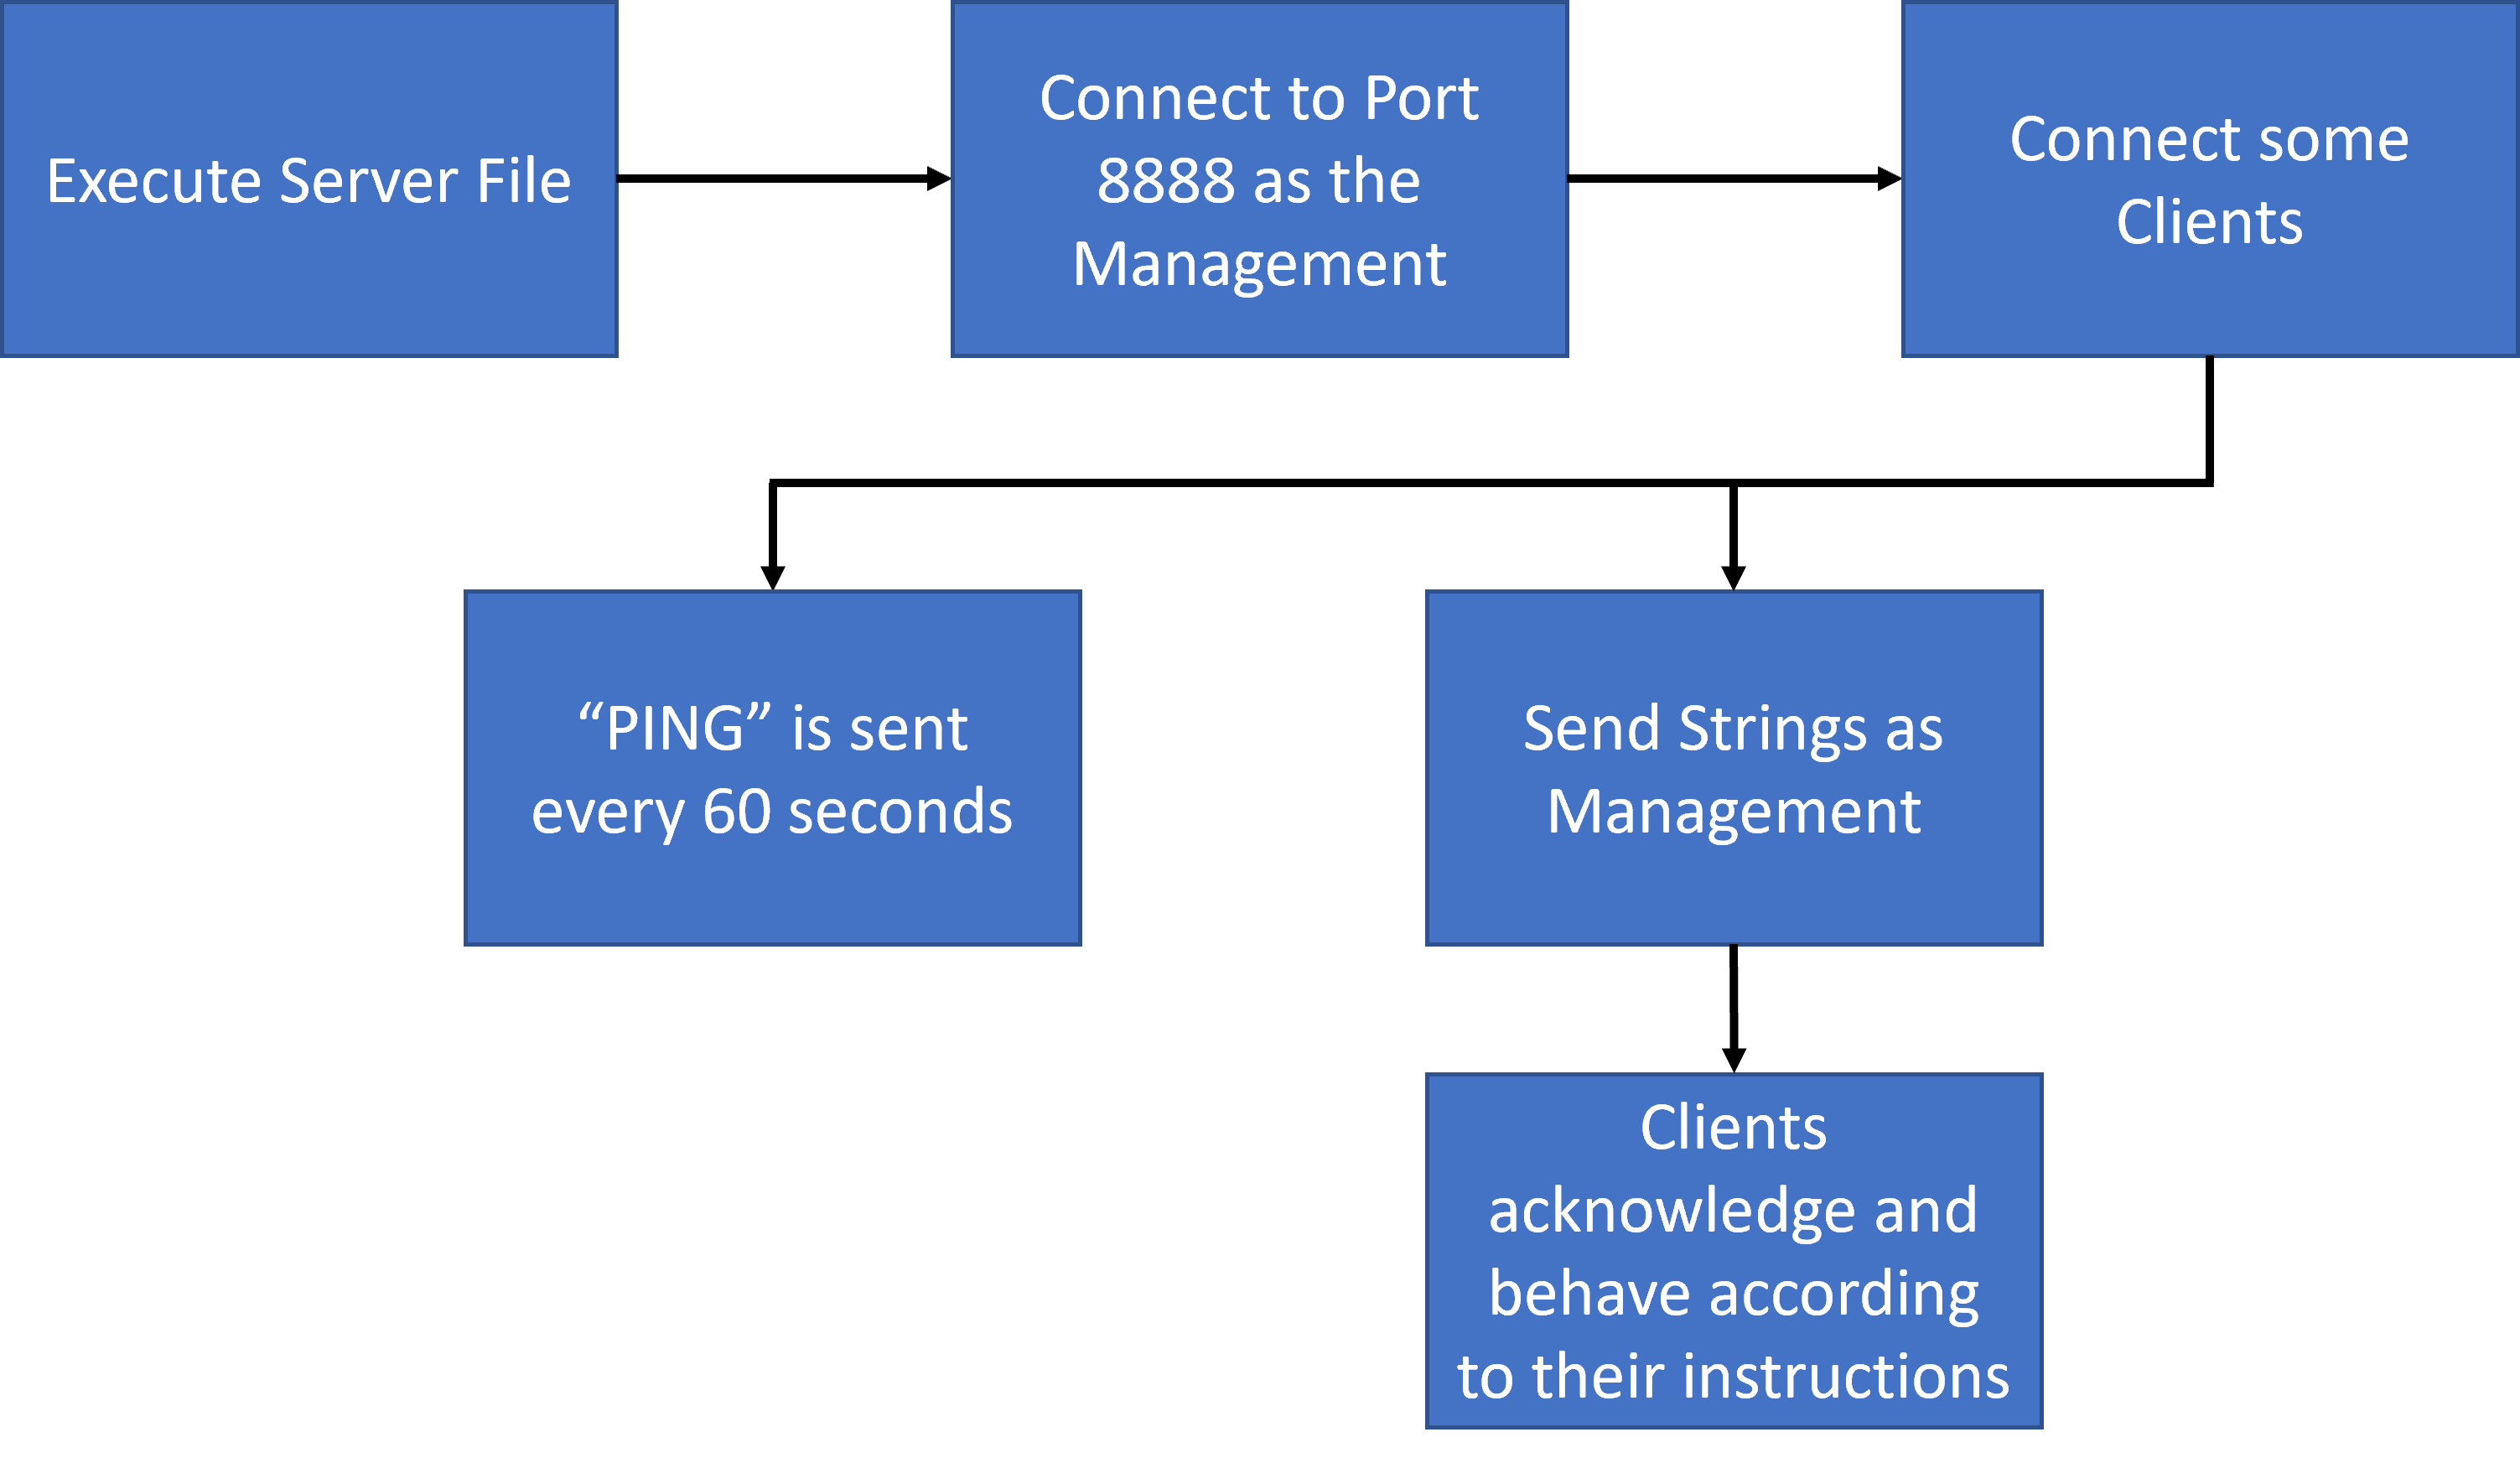 Execute Server File
Connect to Port
8888 as the
Management
Connect some
Clients
“PING” is sent
every 60 seconds
Send Strings as
Management
Clients
acknowledge and
behave according
to their instructions